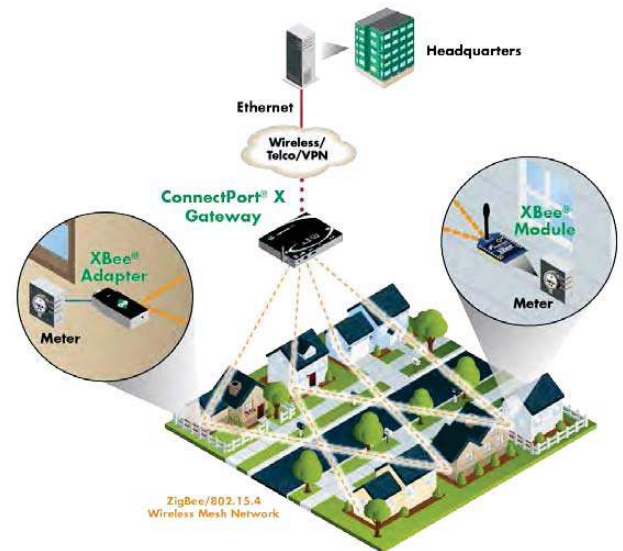 Headquarters
Ethernet
Wireless/
Telco/VPN
ConnectPort® X
Gateway
XBee®
Adapter
Meter
XBee®
Module
Meter
ZigBee/802.15.4
Wireless Mesh Network